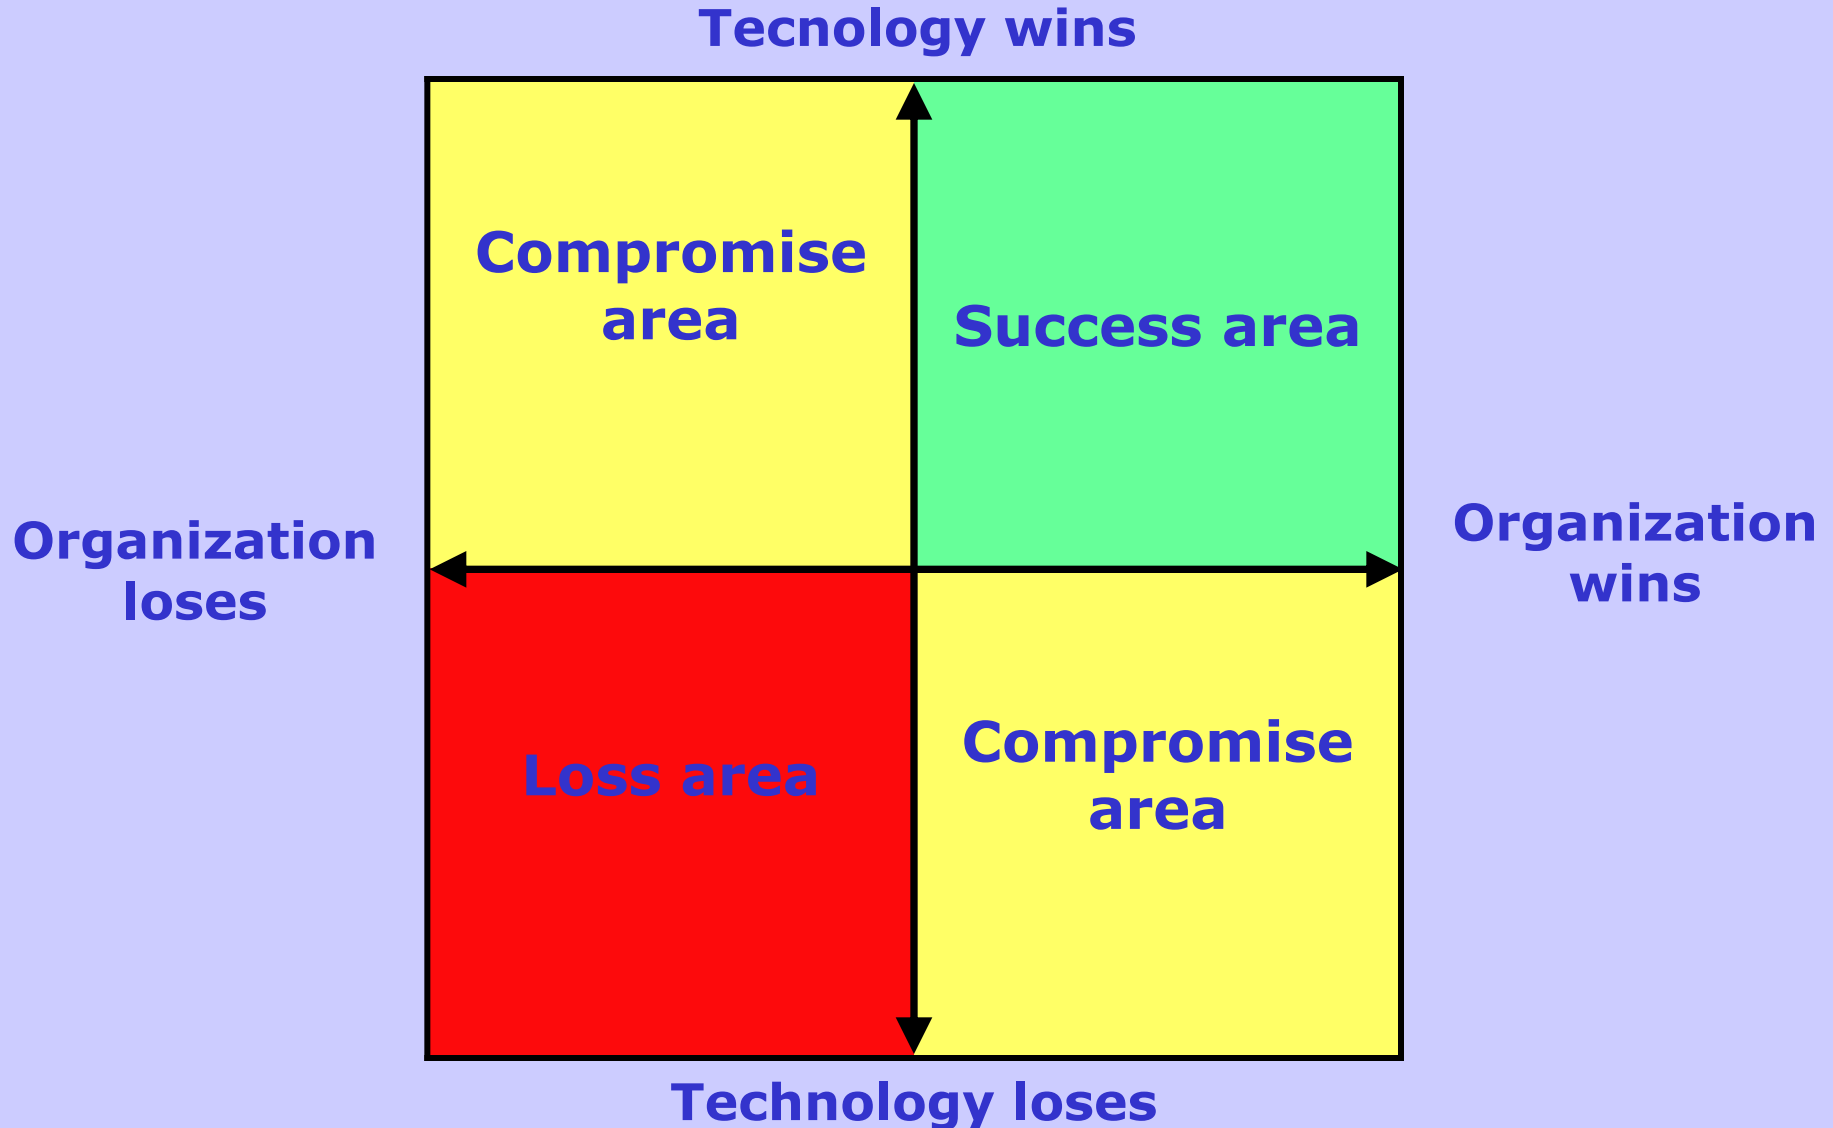 Tecnology wins
Compromise
area
Success area
Organization
loses
Organization
wins
Loss area
Compromise
area
Technology loses